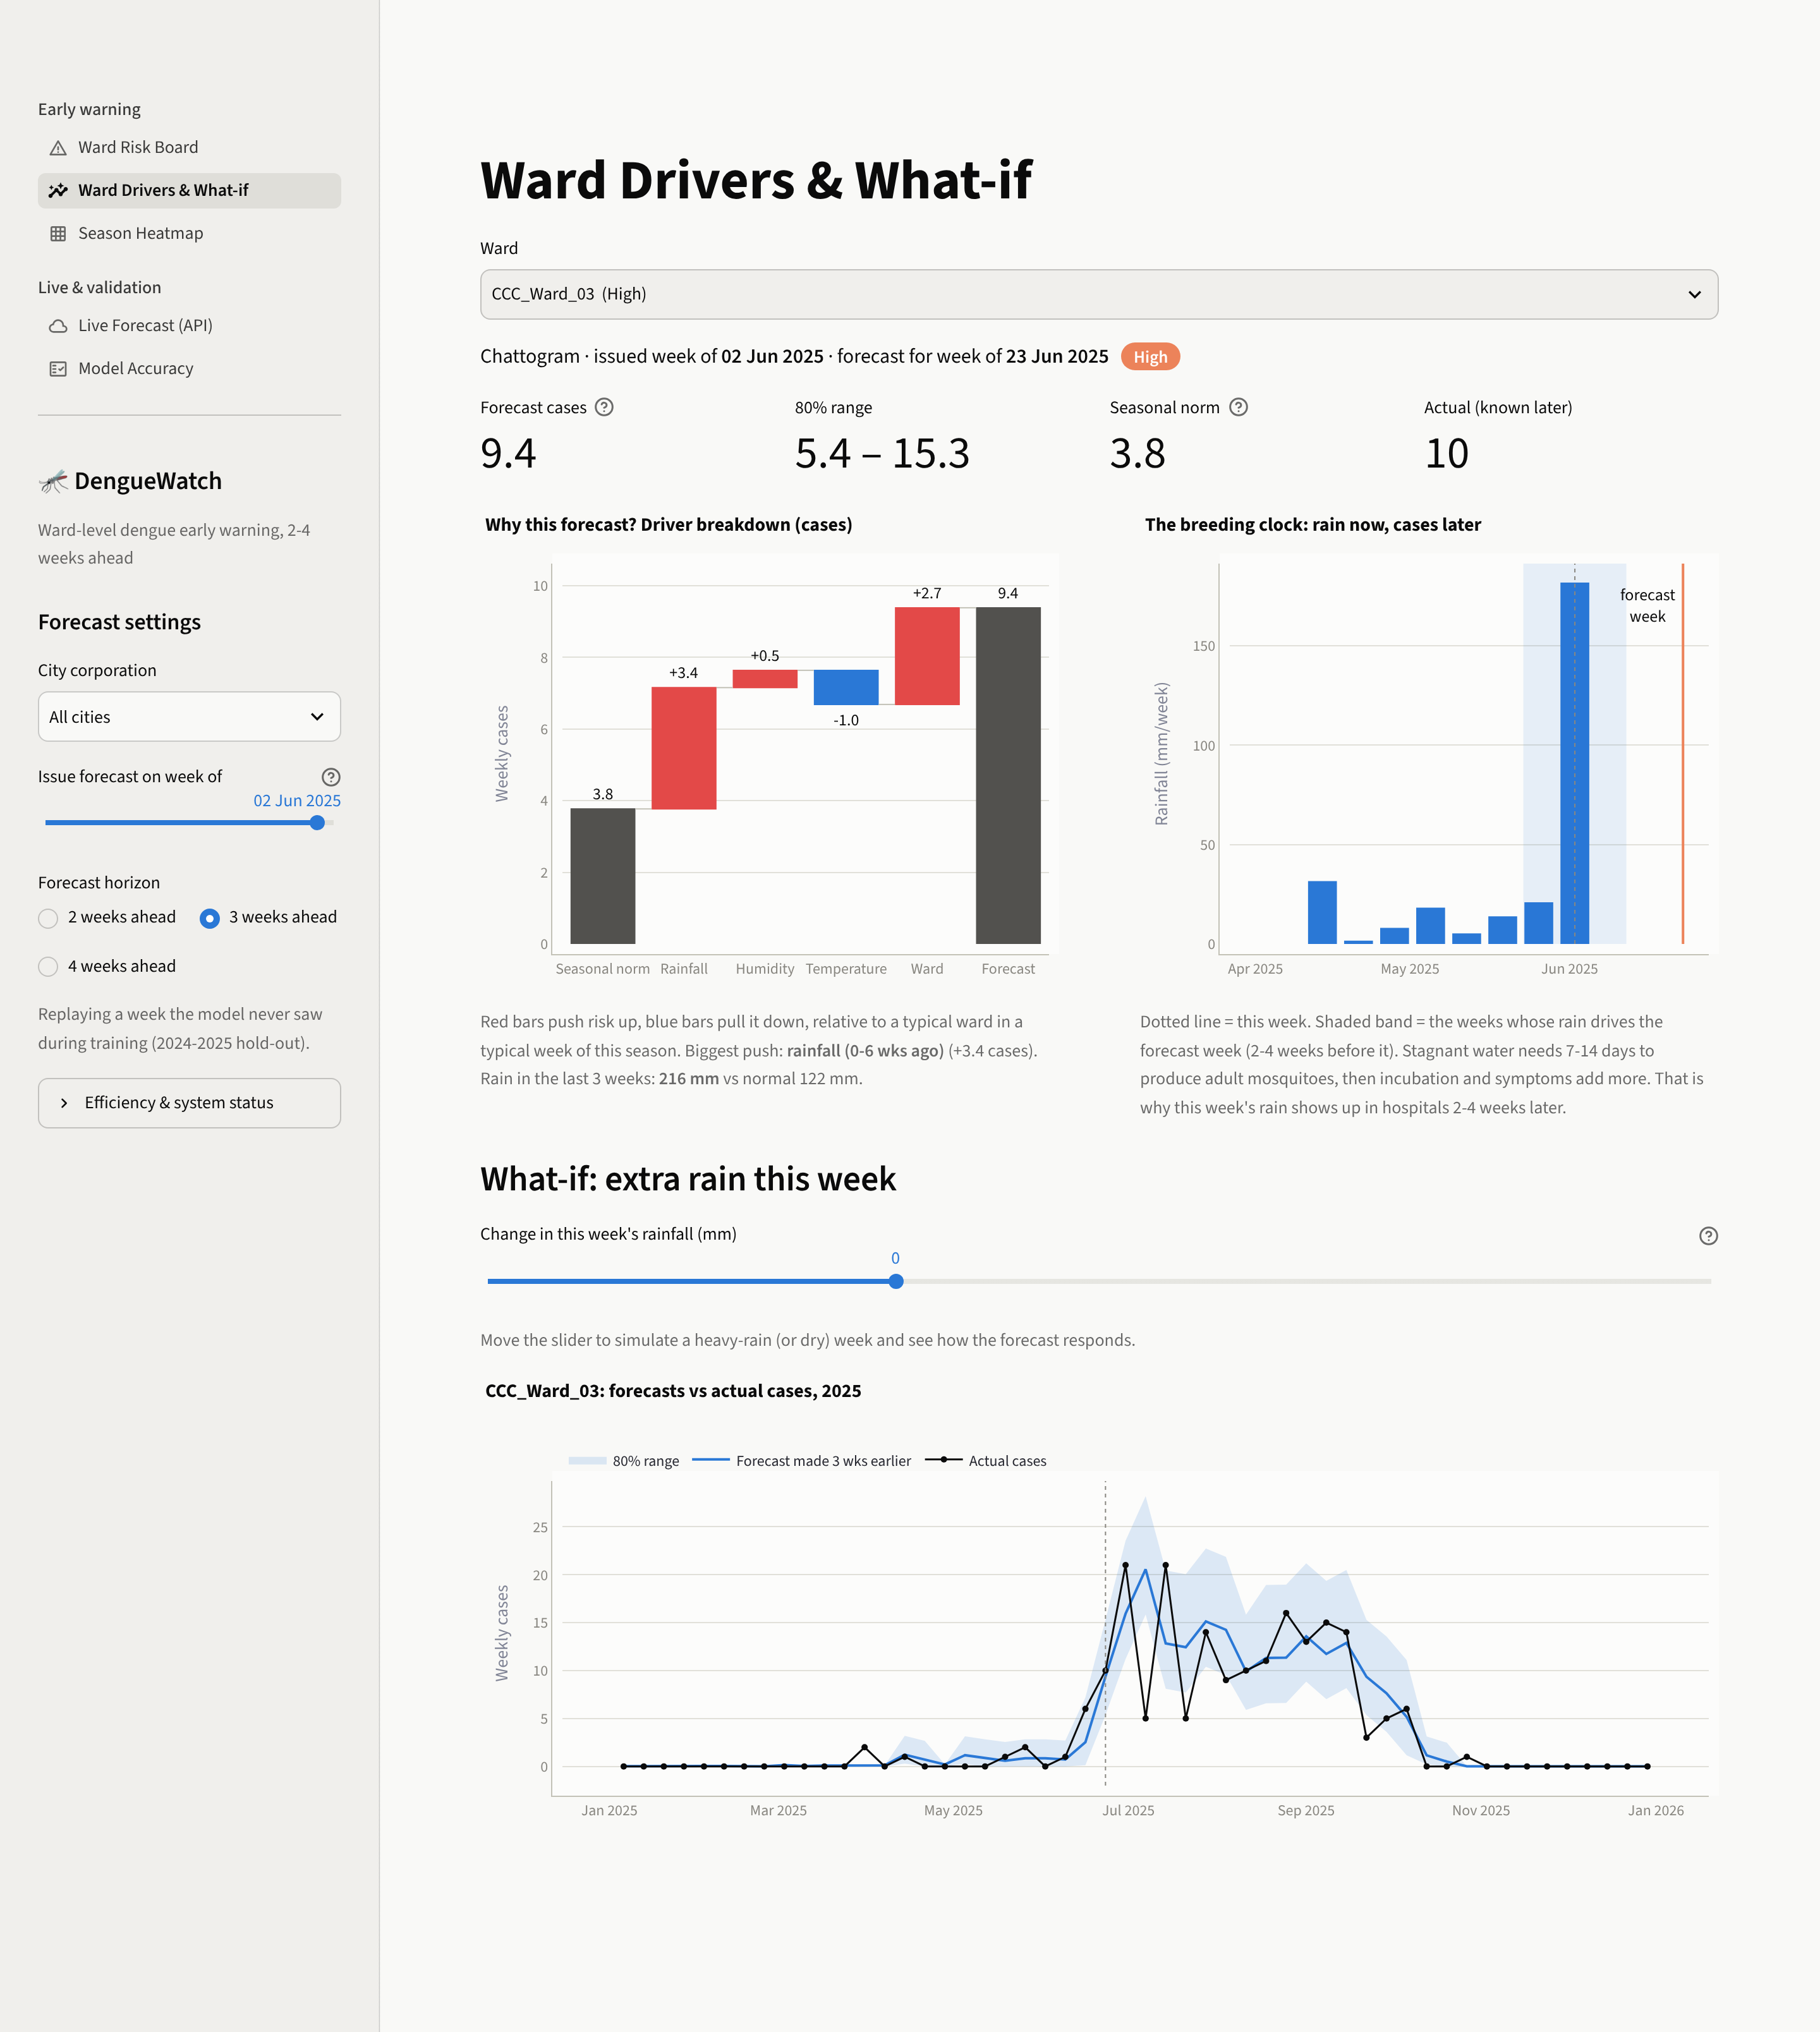 Early warning
Ward Risk Board
Ward Drivers & What-if
Season Heatmap
Live & validation
Live Forecast (API)
Model Accuracy
DengueWatch
Ward-level dengue early warning, 2-4
weeks ahead
Forecast settings
City corporation
All cities
Issue forecast on week of
02 Jun 2025
Forecast horizon
2 weeks ahead
3 weeks ahead
4 weeks ahead
Replaying a week the model never saw
during training (2024-2025 hold-out).
Efficiency & system status
Ward Drivers & What-if
Ward
CCC_Ward_03 (High)
Chattogram · issued week of 02 Jun 2025 · forecast for week of 23 Jun 2025 High
Forecast cases
9.4
80% range
5.4 – 15.3
Seasonal norm
3.8
Actual (known later)
10
Why this forecast? Driver breakdown (cases)
Weekly cases
10
8
6
4
2
0
3.8
+3.4
+0.5
-1.0
+2.7
9.4
Seasonal norm
Rainfall
Humidity
Temperature
Ward
Forecast
Red bars push risk up, blue bars pull it down, relative to a typical ward in a
typical week of this season. Biggest push: rainfall (0-6 wks ago) (+3.4 cases).
Rain in the last 3 weeks: 216 mm vs normal 122 mm.
The breeding clock: rain now, cases later
Rainfall (mm/week)
150
100
50
0
forecast
week
Apr 2025
May 2025
Jun 2025
Dotted line = this week. Shaded band = the weeks whose rain drives the
forecast week (2-4 weeks before it). Stagnant water needs 7-14 days to
produce adult mosquitoes, then incubation and symptoms add more. That is
why this week's rain shows up in hospitals 2-4 weeks later.
What-if: extra rain this week
Change in this week's rainfall (mm)
0
Move the slider to simulate a heavy-rain (or dry) week and see how the forecast responds.
CCC_Ward_03: forecasts vs actual cases, 2025
80% range
Forecast made 3 wks earlier
Actual cases
Weekly cases
25
20
15
10
5
0
Jan 2025
Mar 2025
May 2025
Jul 2025
Sep 2025
Nov 2025
Jan 2026